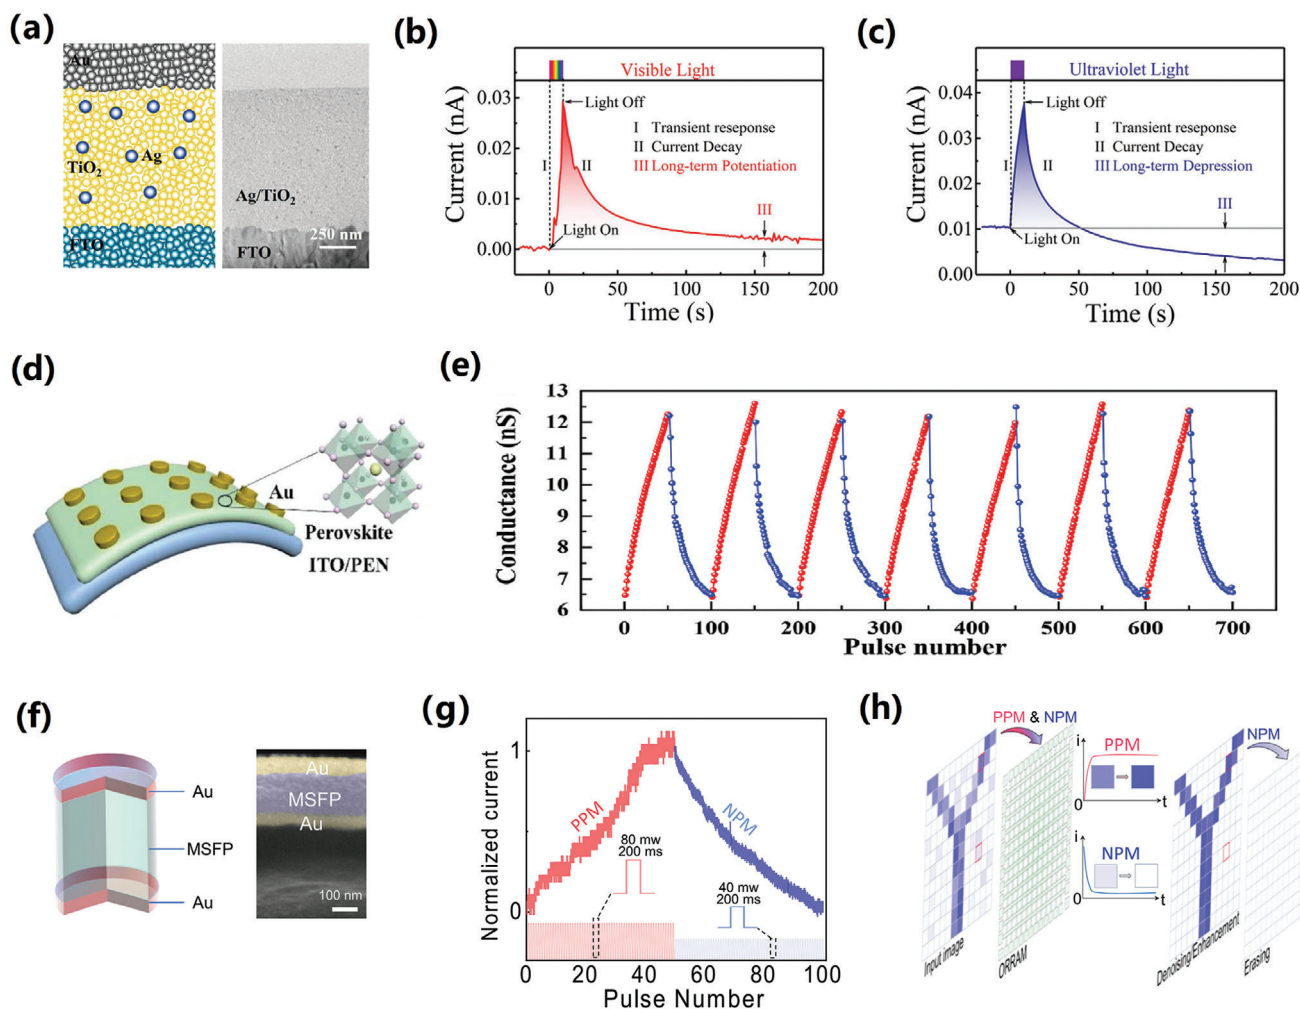 (a)
Au
TiO2
Ag
FTO
Ag/TiO2
250 nm
FTO
(b)
Visible Light
Light Off
I Transient reseponse
II Current Decay
III Long-term Potentiation
I
II
III
Light On
0.03
0.02
0.01
0.00
Current (nA)
0 50 100 150 200
Time (s)
(c)
Ultraviolet Light
Light Off
I Transient response
II Current Decay
III Long-term Depression
I
II
III
Light On
0.04
0.03
0.02
0.01
0.00
Current (nA)
0 50 100 150 200
Time (s)
(d)
Au
Perovskite
ITO/PEN
(e)
13
12
11
10
9
8
7
6
Conductance (nS)
0 100 200 300 400 500 600 700
Pulse number
(f)
Au
MSFP
Au
Au
MSFP
Au
100 nm
(g)
1
0
Normalized current
PPM
NPM
80 mw
200 ms
40 mw
200 ms
0 20 40 60 80 100
Pulse Number
(h)
PPM & NPM
NPM
i
PPM
0
t
i
NPM
0
t
Input image
ORRAM
Denoising/Enhancement
Erasing